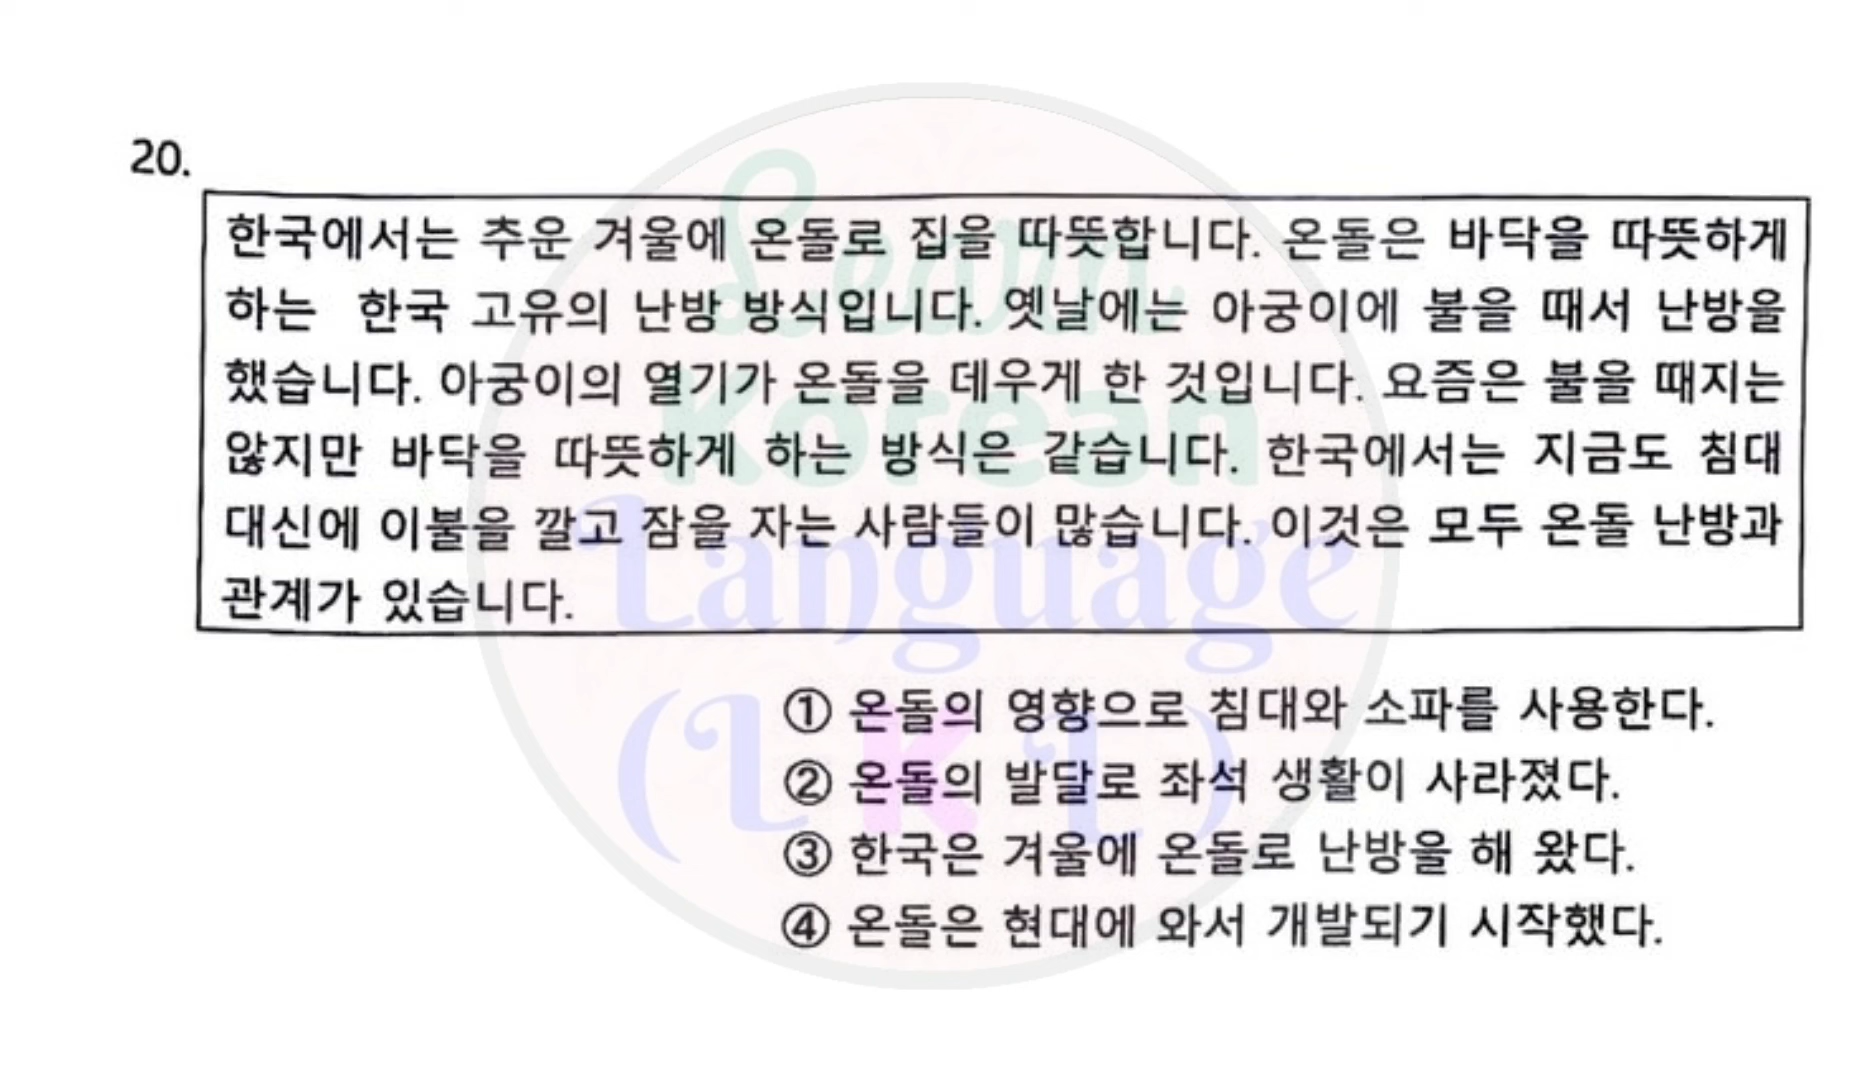 20.
한국에서는 추운 겨울에 온돌로 집을 따뜻합니다. 온돌은 바닥을 따뜻하게
하는 한국 고유의 난방 방식입니다. 옛날에는 아궁이에 불을 때서 난방을
했습니다. 아궁이의 열기가 온돌을 데우게 한 것입니다. 요즘은 불을 때지는
않지만 바닥을 따뜻하게 하는 방식은 같습니다. 한국에서는 지금도 침대
대신에 이불을 깔고 잠을 자는 사람들이 많습니다. 이것은 모두 온돌 난방과
관계가 있습니다.
① 온돌의 영향으로 침대와 소파를 사용한다.
② 온돌의 발달로 좌석 생활이 사라졌다.
③ 한국은 겨울에 온돌로 난방을 해 왔다.
④ 온돌은 현대에 와서 개발되기 시작했다.
Learn
Korean
Language
(LKL)